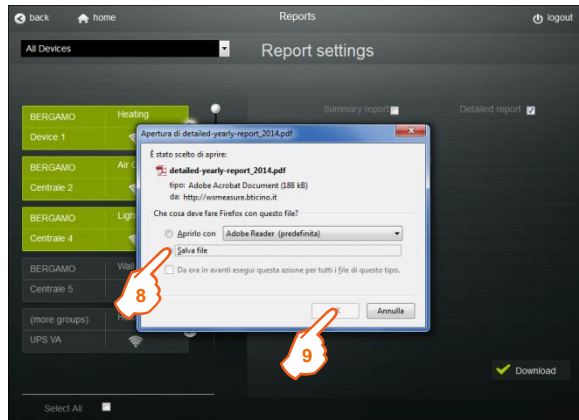 back home Reports logout
All Devices Report settings
Summary report Detailed report
BERGAMO Heating
Device 1
Apertura di detailed-yearly-report_2014.pdf
È stato scelto di aprire:
detailed-yearly-report_2014.pdf
tipo: Adobe Acrobat Document (188 kB)
da: http://wsmeasure.bticino.it
Che cosa deve fare Firefox con questo file?
Aprirlo con Adobe Reader (predefinita)
Salva file
Da ora in avanti esegui questa azione per tutti i file di questo tipo.
Annulla
BERGAMO Air
Centrale 2
BERGAMO Ligh
Centrale 4
BERGAMO Wall
Centrale 5
(more groups)
UPS VA
8
9
Download
Select All